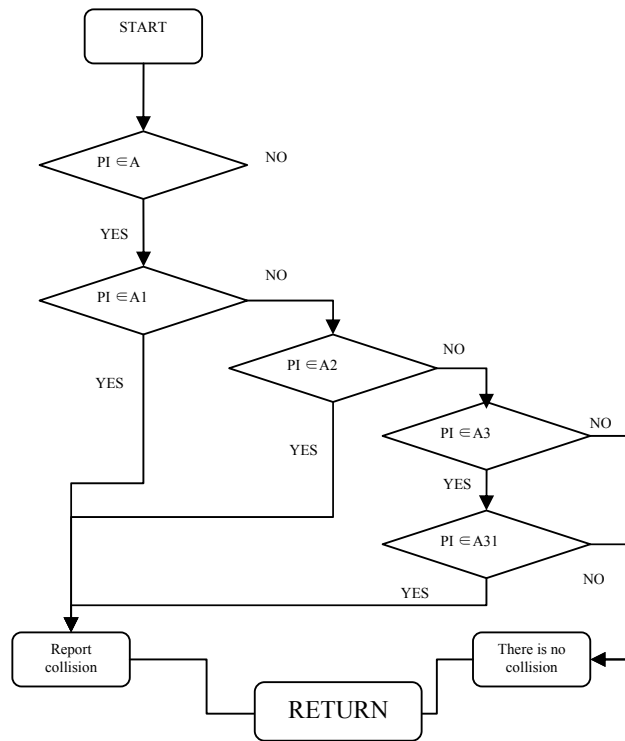 START
PI ∈A
NO
YES
NO
PI ∈A1
NO
YES
PI ∈A2
NO
PI ∈A3
YES
YES
PI ∈A31
NO
YES
Report
collision
There is no
collision
RETURN